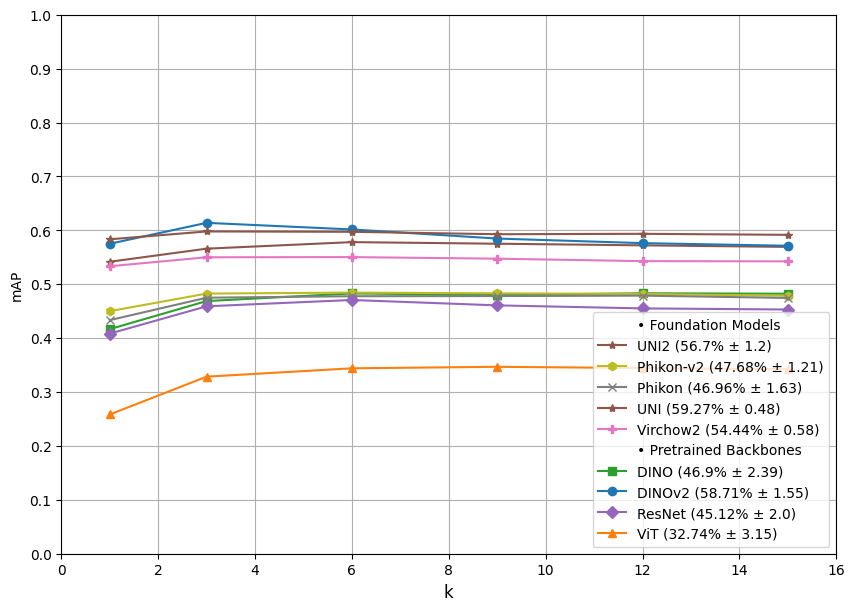 1.0
0.9
0.8
0.7
0.6
0.5
0.4
0.3
0.2
0.1
0.0
mAP
0 2 4 6 8 10 12 14 16
k
• Foundation Models
UNI2 (56.7% ± 1.2)
Phikon-v2 (47.68% ± 1.21)
Phikon (46.96% ± 1.63)
UNI (59.27% ± 0.48)
Virchow2 (54.44% ± 0.58)
• Pretrained Backbones
DINO (46.9% ± 2.39)
DINOv2 (58.71% ± 1.55)
ResNet (45.12% ± 2.0)
ViT (32.74% ± 3.15)